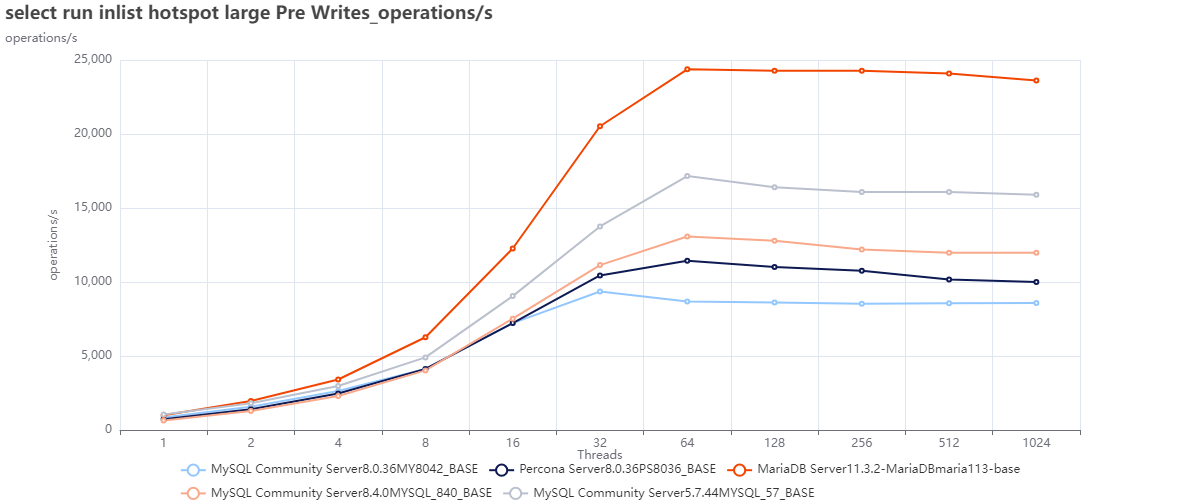 select run inlist hotspot large Pre Writes_operations/s
operations/s
25,000
20,000
15,000
10,000
5,000
0
operations/s
1 2 4 8 16 32 64 128 256 512 1024
Threads
MySQL Community Server8.0.36MY8042_BASE Percona Server8.0.36PS8036_BASE MariaDB Server11.3.2-MariaDBmaria113-base
MySQL Community Server8.4.0MYSQL_840_BASE MySQL Community Server5.7.44MYSQL_57_BASE